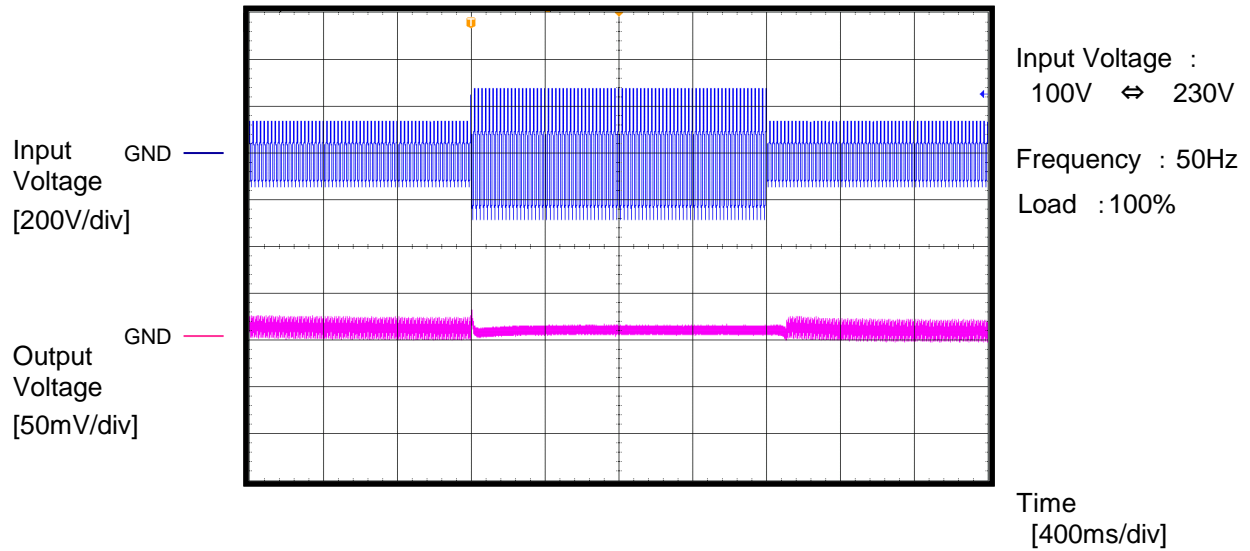 T
Input Voltage :
100V ⇔ 230V
Frequency : 50Hz
Load :100%
Input
Voltage
[200V/div]
GND
Output
Voltage
[50mV/div]
GND
Time
[400ms/div]